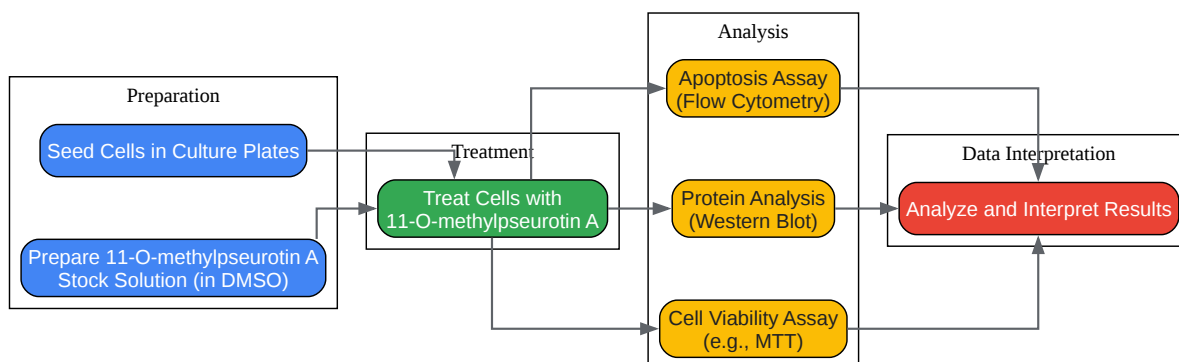 Preparation
Seed Cells in Culture Plates
Prepare 11-O-methylpseurotin A
Stock Solution (in DMSO)
Treatment
Treat Cells with
11-O-methylpseurotin A
Analysis
Apoptosis Assay
(Flow Cytometry)
Protein Analysis
(Western Blot)
Cell Viability Assay
(e.g., MTT)
Data Interpretation
Analyze and Interpret Results